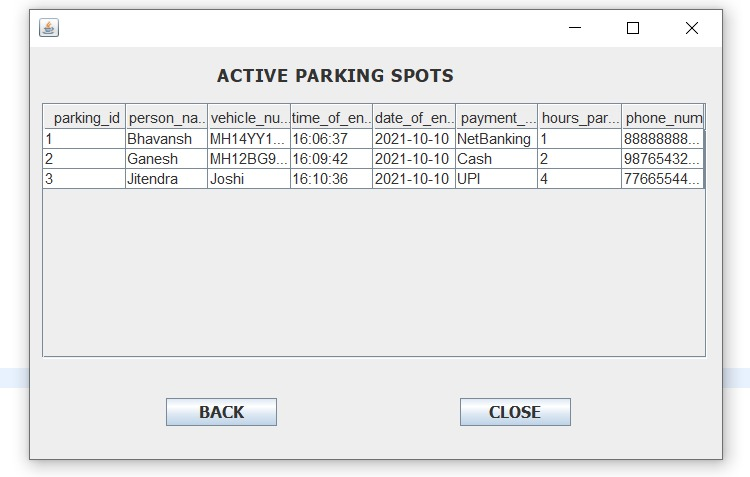 ACTIVE PARKING SPOTS
parking_id person_na... vehicle_nu... time_of_en... date_of_en... payment_... hours_par... phone_num
1 Bhavansh MH14YY1... 16:06:37 2021-10-10 NetBanking 1 88888888...
2 Ganesh MH12BG9... 16:09:42 2021-10-10 Cash 2 98765432...
3 Jitendra Joshi 16:10:36 2021-10-10 UPI 4 77665544...
BACK CLOSE